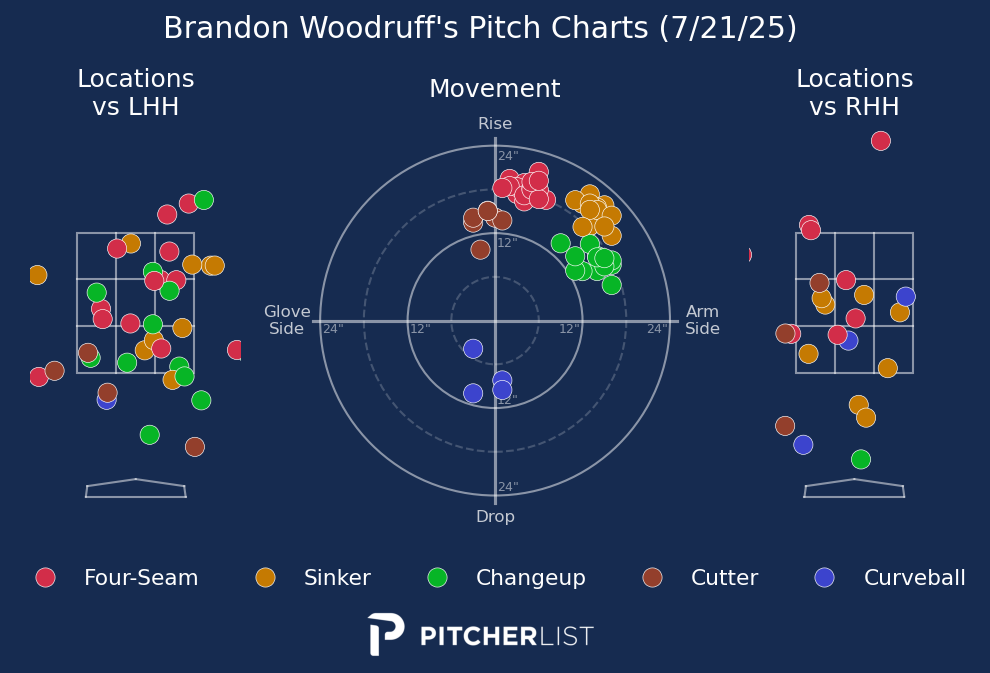 Brandon Woodruff's Pitch Charts (7/21/25)
Locations
vs LHH
Movement
Locations
vs RHH
Rise
24"
12"
Glove
Side
24"
12"
12"
24"
Arm
Side
12"
24"
Drop
Four-Seam
Sinker
Changeup
Cutter
Curveball
PITCHERLIST